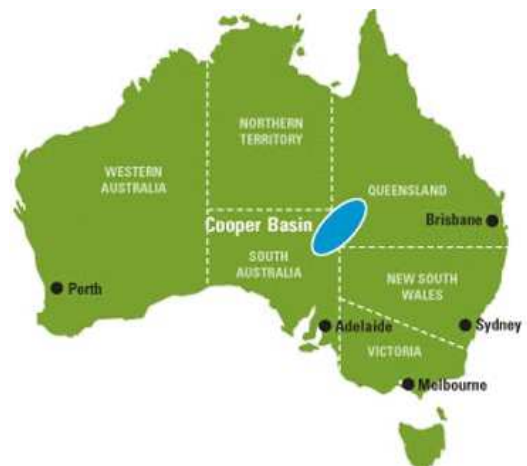 NORTHERN
TERRITORY
WESTERN
AUSTRALIA
QUEENSLAND
Cooper Basin
Brisbane
SOUTH
AUSTRALIA
NEW SOUTH
WALES
Perth
Adelaide
Sydney
VICTORIA
Melbourne